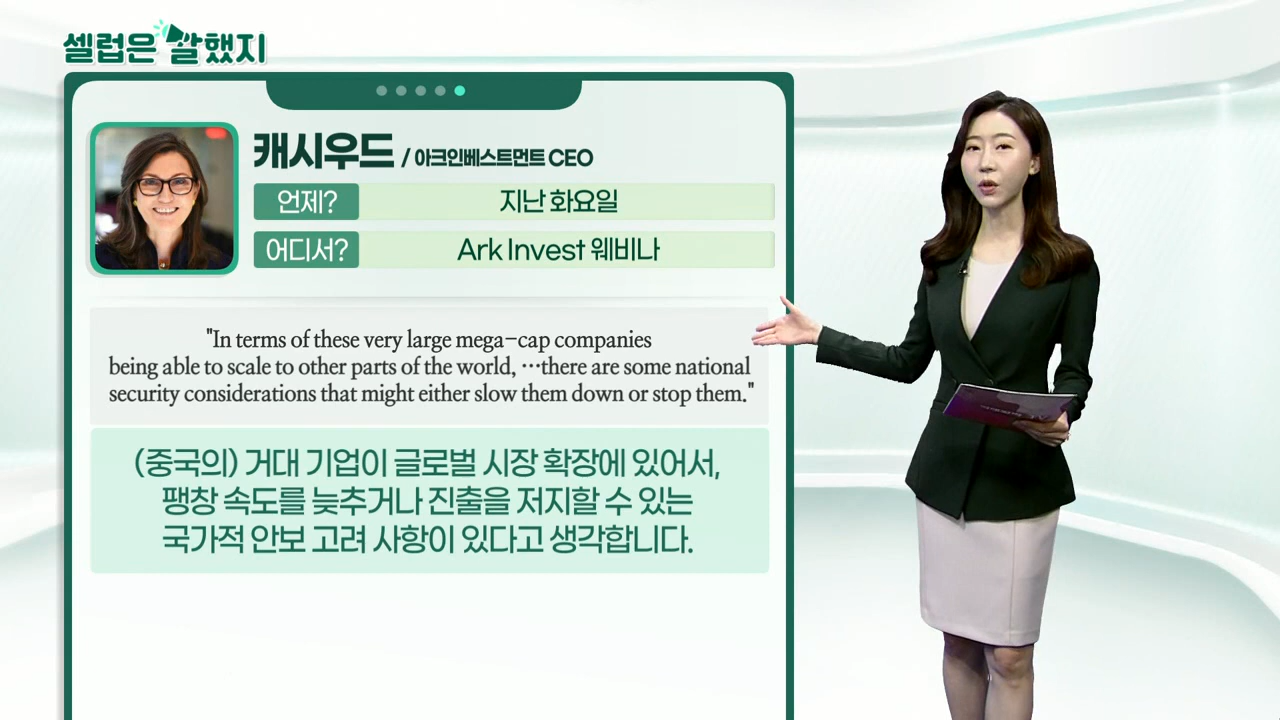 셀럽은 말했지
캐시우드 / 아크인베스트먼트 CEO
언제? 지난 화요일
어디서? Ark Invest 웨비나
"In terms of these very large mega-cap companies
being able to scale to other parts of the world, …there are some national
security considerations that might either slow them down or stop them."
(중국의) 거대 기업이 글로벌 시장 확장에 있어서,
팽창 속도를 늦추거나 진출을 저지할 수 있는
국가적 안보 고려 사항이 있다고 생각합니다.